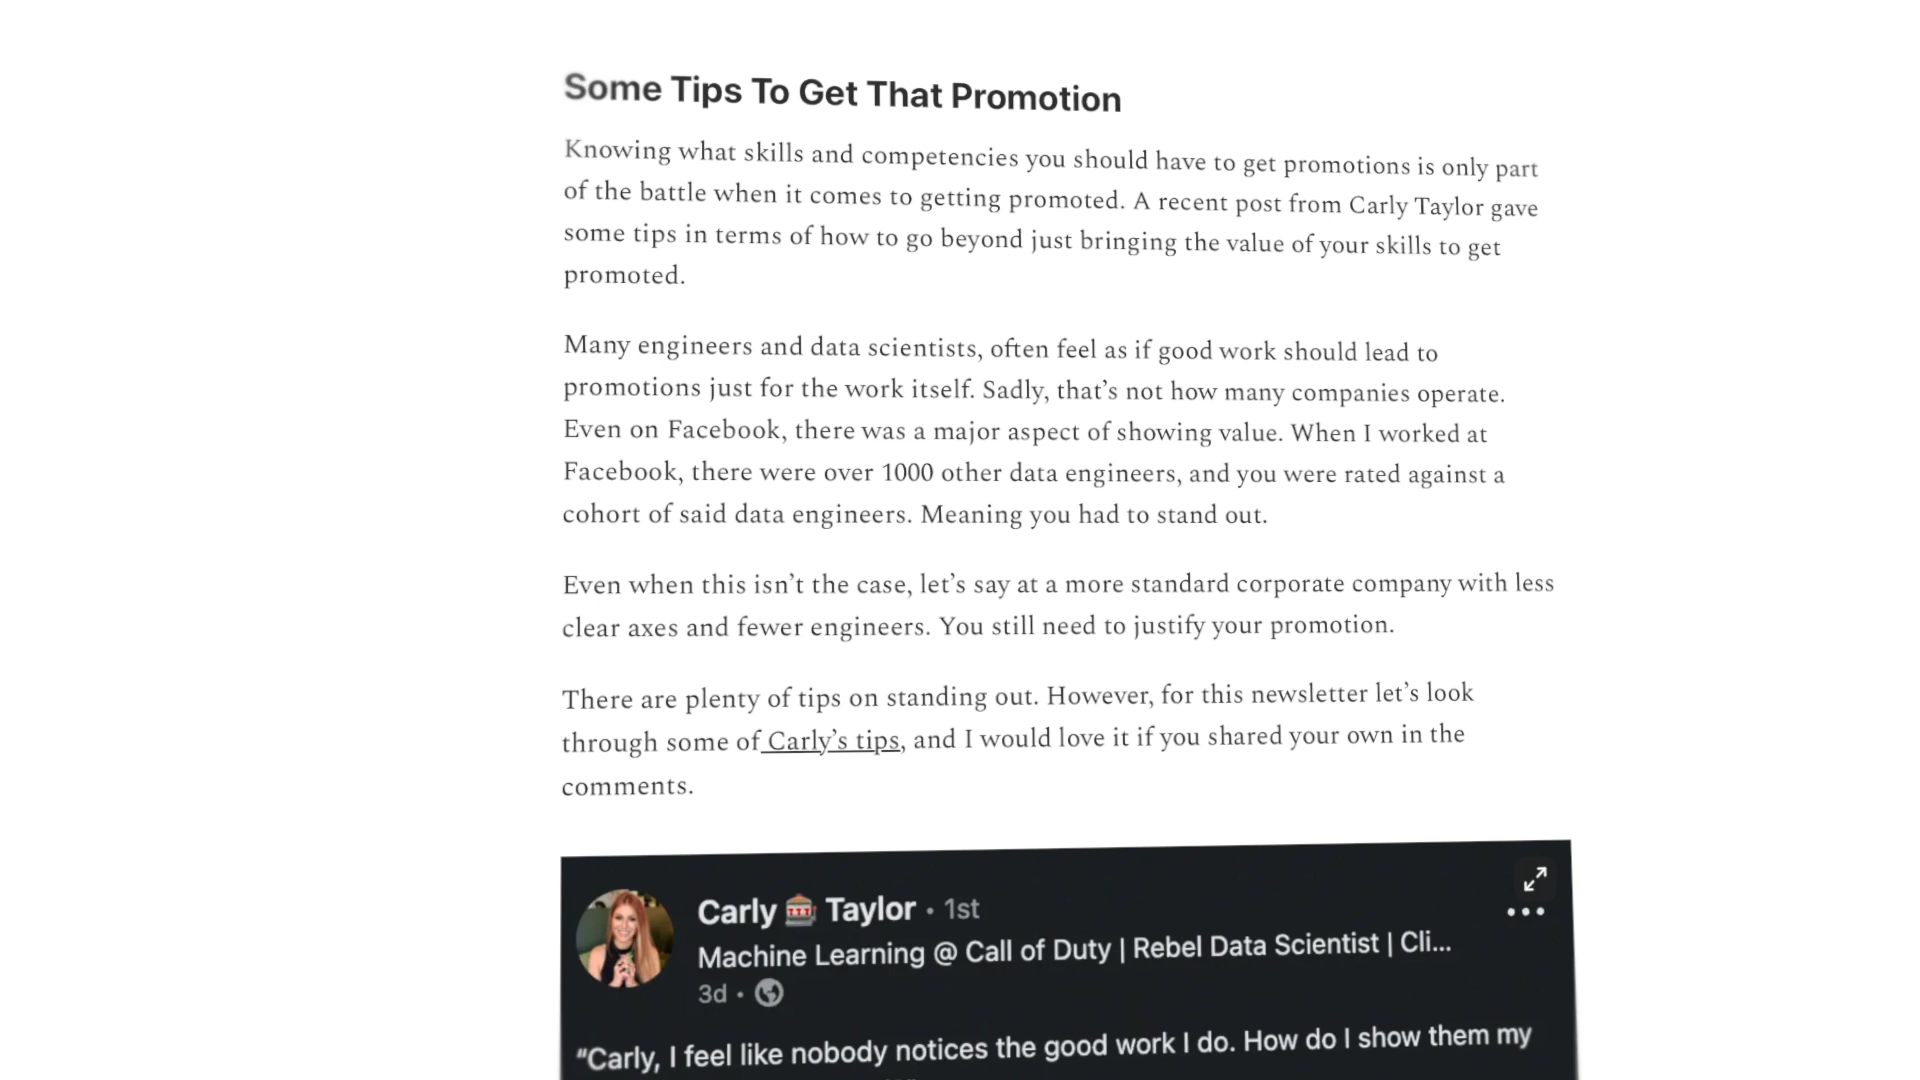 Some Tips To Get That Promotion
Knowing what skills and competencies you should have to get promotions is only part
of the battle when it comes to getting promoted. A recent post from Carly Taylor gave
some tips in terms of how to go beyond just bringing the value of your skills to get
promoted.
Many engineers and data scientists, often feel as if good work should lead to
promotions just for the work itself. Sadly, that’s not how many companies operate.
Even on Facebook, there was a major aspect of showing value. When I worked at
Facebook, there were over 1000 other data engineers, and you were rated against a
cohort of said data engineers. Meaning you had to stand out.
Even when this isn’t the case, let’s say at a more standard corporate company with less
clear axes and fewer engineers. You still need to justify your promotion.
There are plenty of tips on standing out. However, for this newsletter let’s look
through some of Carly’s tips, and I would love it if you shared your own in the
comments.
Carly 🎰 Taylor • 1st
Machine Learning @ Call of Duty | Rebel Data Scientist | Cli...
3d •
“Carly, I feel like nobody notices the good work I do. How do I show them my